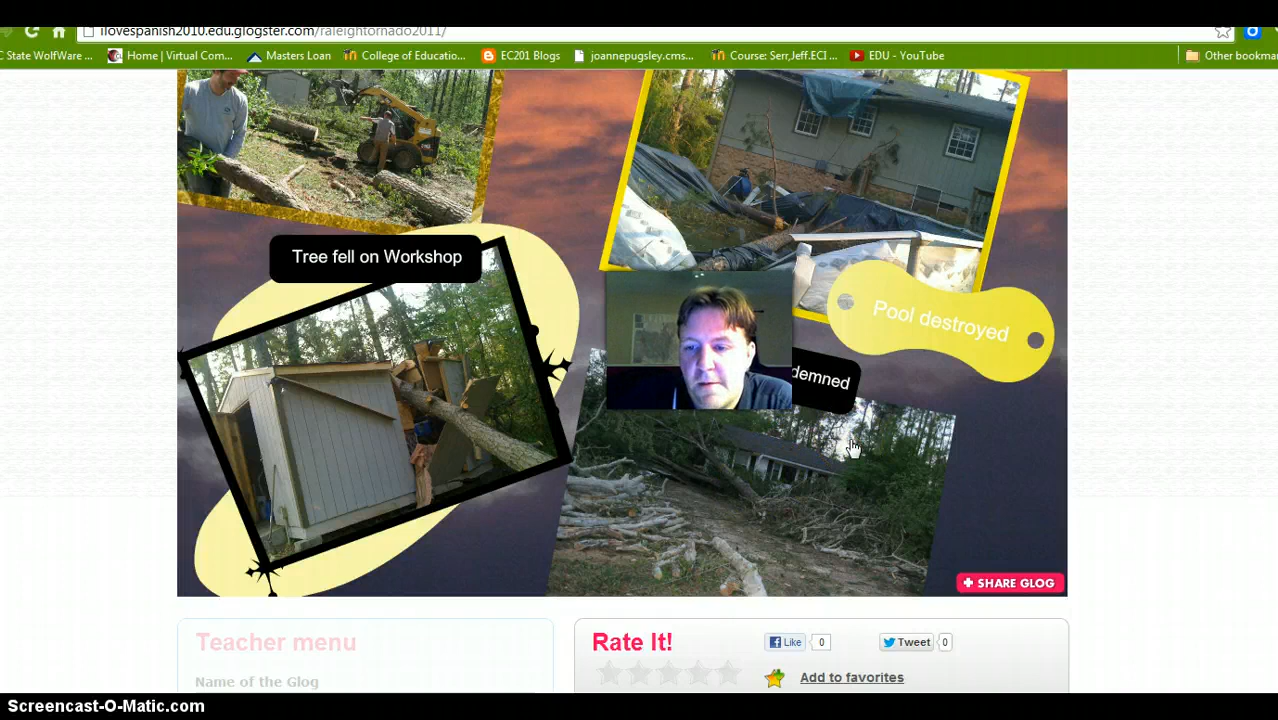 ilovespanish2010.edu.glogster.com/raleightornado2011/
C State WolfWare ...
Home | Virtual Com...
Masters Loan
College of Educatio...
EC201 Blogs
joannepugsley.cms...
Course: Serr,Jeff.ECI ...
EDU - YouTube
Other bookma
Tree fell on Workshop
Pool destroyed
demned
SHARE GLOG
Teacher menu
Rate It!
Like
0
Tweet
0
Name of the Glog
Add to favorites
Screencast-O-Matic.com